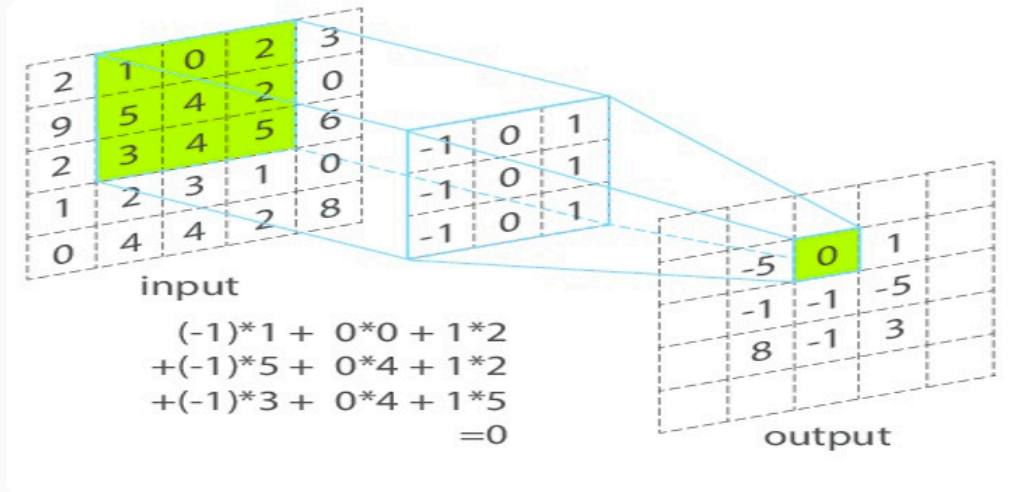 2 1 0 2 3
9 5 4 2 0
2 3 4 5 6
1 2 3 1 0
0 4 4 2 8
input
-1 0 1
-1 0 1
-1 0 1
-5 0 1
-1 -1 -5
8 -1 3
output
(-1)*1 + 0*0 + 1*2
+(-1)*5 + 0*4 + 1*2
+(-1)*3 + 0*4 + 1*5
=0